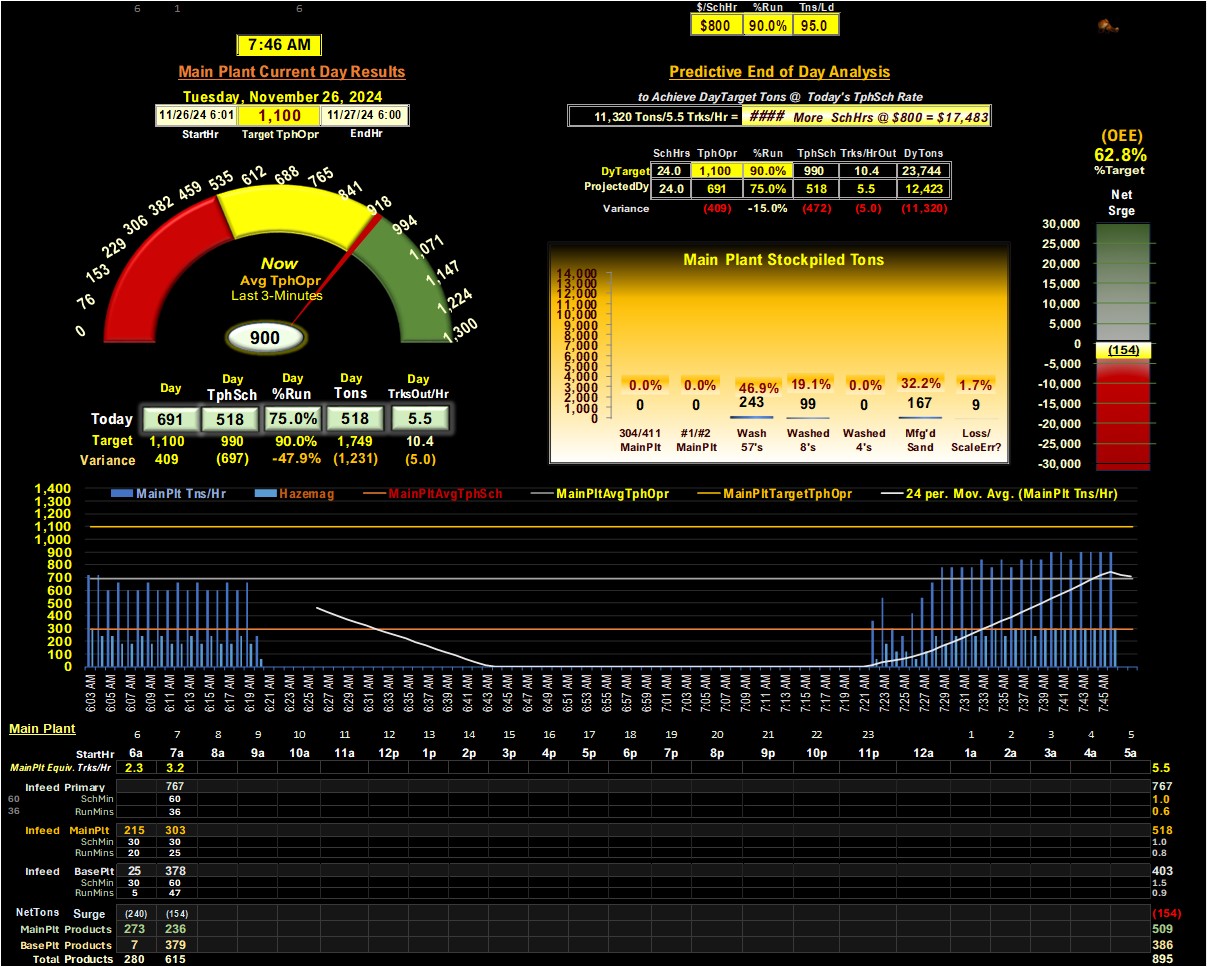 6 1 6
$/SchHr %Run Tns/Ld
$800 90.0% 95.0
7:46 AM
Main Plant Current Day Results
Predictive End of Day Analysis
Tuesday, November 26, 2024
to Achieve DayTarget Tons @ Today's TphSch Rate
11/26/24 6:01 1,100 11/27/24 6:00
StartHr Target TphOpr EndHr
11,320 Tons/5.5 Trks/Hr = #### More SchHrs @ $800 = $17,483
SchHrs TphOpr %Run TphSch Trks/HrOut DyTons
DyTarget 24.0 1,100 90.0% 990 10.4 23,744
ProjectedDy 24.0 691 75.0% 518 5.5 12,423
Variance (409) -15.0% (472) (5.0) (11,320)
(OEE)
62.8%
%Target
Net
Srge
30,000
25,000
20,000
15,000
10,000
5,000
0
(154)
-5,000
-10,000
-15,000
-20,000
-25,000
-30,000
0 76 153 229 306 382 459 535 612 688 765 841 918 994 1,071 1,147 1,224 1,300
Now
Avg TphOpr
Last 3-Minutes
900
Main Plant Stockpiled Tons
14,000
13,000
12,000
11,000
10,000
9,000
8,000
7,000
6,000
5,000
4,000
3,000
2,000
1,000
0
0.0% 0.0% 46.9% 19.1% 0.0% 32.2% 1.7%
0 0 243 99 0 167 9
304/411 #1/#2 Wash Washed Washed Mfg'd Loss/
MainPlt MainPlt 57's 8's 4's Sand ScaleErr?
Day Day Day Day Day
TphSch %Run Tons TrksOut/Hr
Today 691 518 75.0% 518 5.5
Target 1,100 990 90.0% 1,749 10.4
Variance 409 (697) -47.9% (1,231) (5.0)
MainPlt Tns/Hr Hazemag MainPltAvgTphSch MainPltAvgTphOpr MainPltTargetTphOpr 24 per. Mov. Avg. (MainPlt Tns/Hr)
1,400
1,300
1,200
1,100
1,000
900
800
700
600
500
400
300
200
100
0
6:03 AM 6:05 AM 6:07 AM 6:09 AM 6:11 AM 6:13 AM 6:15 AM 6:17 AM 6:19 AM 6:21 AM 6:23 AM 6:25 AM 6:27 AM 6:29 AM 6:31 AM 6:33 AM 6:35 AM 6:37 AM 6:39 AM 6:41 AM 6:43 AM 6:45 AM 6:47 AM 6:49 AM 6:51 AM 6:53 AM 6:55 AM 6:57 AM 6:59 AM 7:01 AM 7:03 AM 7:05 AM 7:07 AM 7:09 AM 7:11 AM 7:13 AM 7:15 AM 7:17 AM 7:19 AM 7:21 AM 7:23 AM 7:25 AM 7:27 AM 7:29 AM 7:31 AM 7:33 AM 7:35 AM 7:37 AM 7:39 AM 7:41 AM 7:43 AM 7:45 AM
Main Plant
6 7 8 9 10 11 12 13 14 15 16 17 18 19 20 21 22 23 1 2 3 4 5
StartHr 6a 7a 8a 9a 10a 11a 12p 1p 2p 3p 4p 5p 6p 7p 8p 9p 10p 11p 12a 1a 2a 3a 4a 5a
MainPlt Equiv. Trks/Hr 2.3 3.2 5.5
Infeed Primary 767 767
60 SchMin 60 1.0
36 RunMins 36 0.6
Infeed MainPlt 215 303 518
SchMin 30 30 1.0
RunMins 20 25 0.8
Infeed BasePlt 25 378 403
SchMin 30 60 1.5
RunMins 5 47 0.9
NetTons Surge (240) (154) (154)
MainPlt Products 273 236 509
BasePlt Products 7 379 386
Total Products 280 615 895